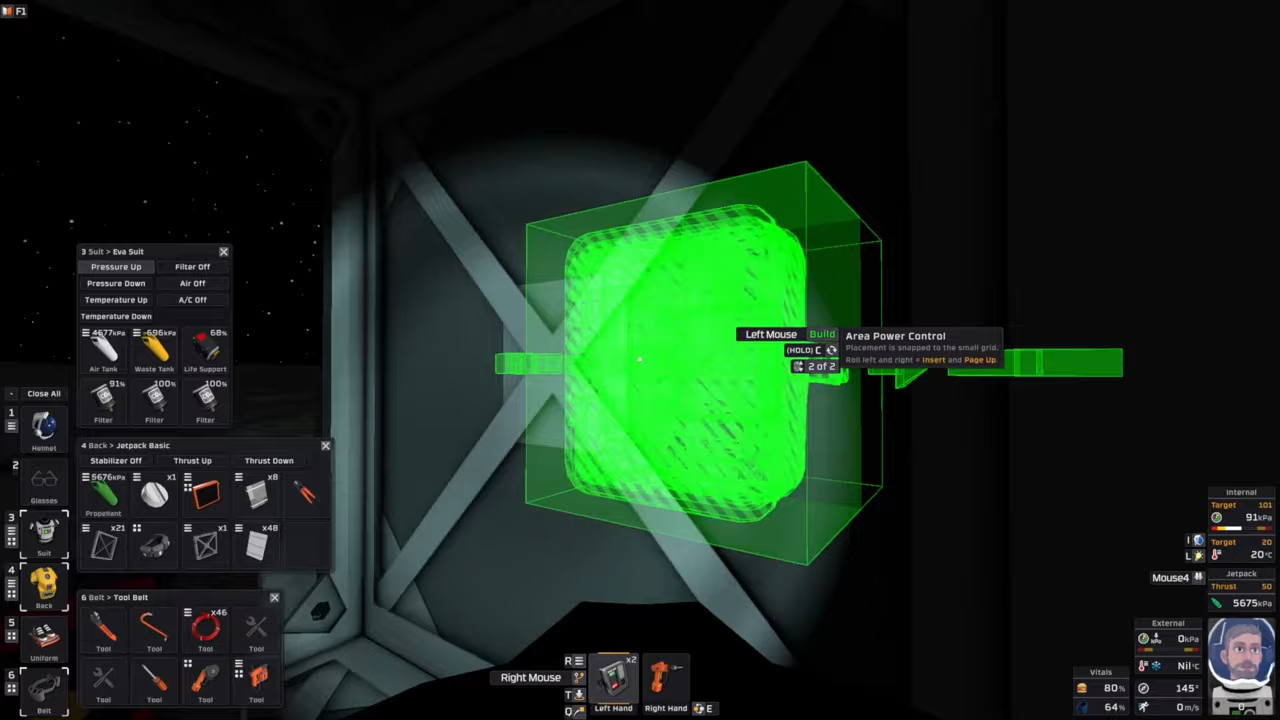 F1
3 Suit > Eva Suit
Pressure Up
Filter Off
Pressure Down
Air Off
Temperature Up
A/C Off
Temperature Down
4677kPa
-696kPa
68%
Air Tank
Waste Tank
Life Support
91%
100%
100%
Filter
Filter
Filter
Close All
1
Helmet
2
Glasses
3
Suit
4
Back
5
Uniform
6
Belt
4 Back > Jetpack Basic
Stabilizer Off
Thrust Up
Thrust Down
5676kPa
x1
x8
Propellant
x21
x1
x48
6 Belt > Tool Belt
x46
Tool
Tool
Tool
Tool
Tool
Tool
Tool
Tool
Left Mouse
Build
(HOLD) C
2 of 2
Area Power Control
Placement is snapped to the small grid.
Roll left and right = Insert and Page Up.
Right Mouse
R
T
Q
x2
Left Hand
Right Hand
E
Internal
Target 101
91kPa
Target 20
20°C
I
L
Mouse4
Jetpack
Thrust 50
5675kPa
External
kPa
0kPa
Nil°C
145°
0m/s
Vitals
80%
64%
0